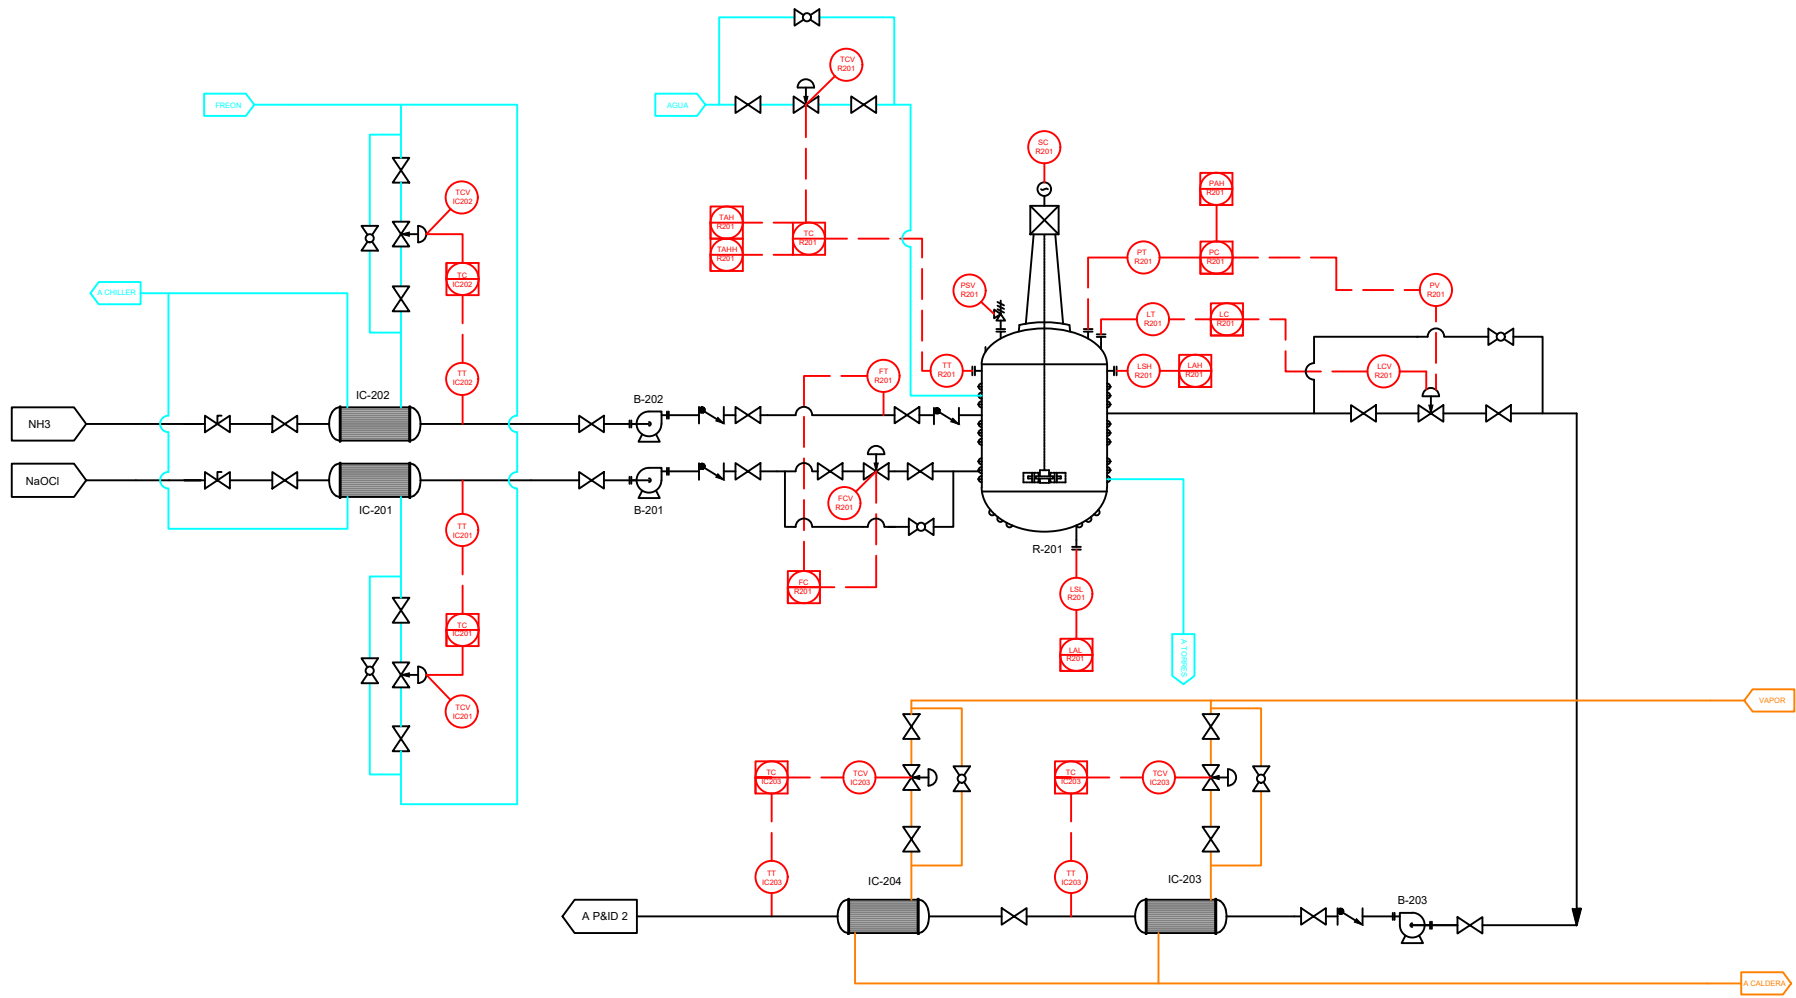 TCV
R201
FREON
AGUA
SC
R201
TCV
IC202
PAH
R201
TAH
R201
TAHH
R201
TC
R201
PT
R201
PC
R201
TC
IC202
A CHILLER
PSV
R201
PV
R201
LT
R201
LC
R201
TT
IC202
FT
R201
TT
R201
LSH
R201
LAH
R201
LCV
R201
IC-202
B-202
NH3
NaOCl
IC-201
B-201
FCV
R201
TT
IC201
R-201
FC
R201
LSL
R201
TC
IC201
LAL
R201
A TORRES
TCV
IC201
VAPOR
TC
IC203
TCV
IC203
TC
IC203
TCV
IC203
TT
IC203
TT
IC203
IC-204
IC-203
B-203
A P&ID 2
A CALDERA